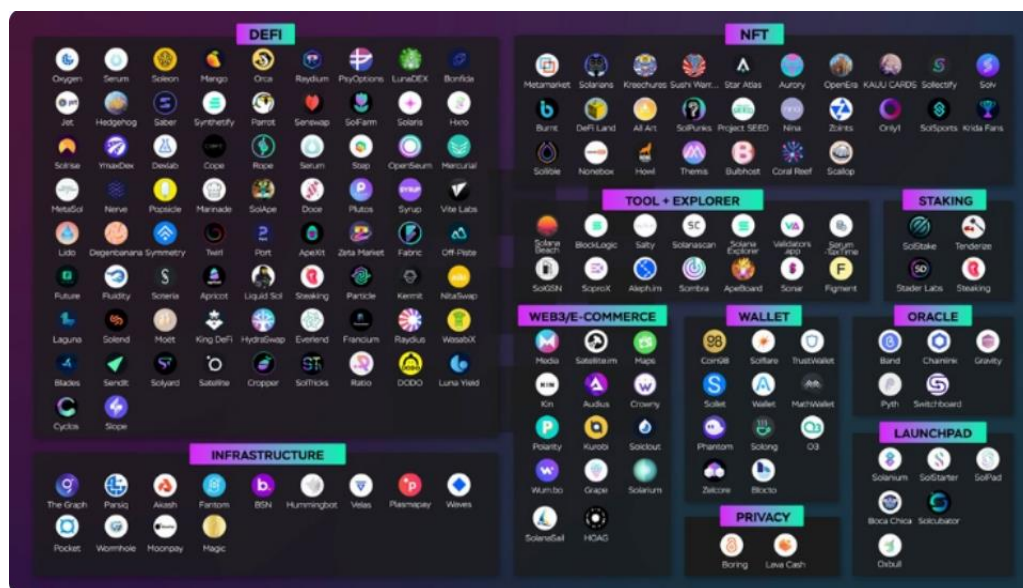 DEFI
Oxygen Serum Soleon Mango Orca Raydium PsyOptions LunaDEX Bonfida
Jet Hedgehog Saber Synthetify Parrot Senswap SolFarm Solaris Hxro
Solrise YmaxDex Dexlab Cope Rope Serum Step OpenSeum Mercurial
MetaSol Nerve Popsicle Marinade SolApe Doce Plutos Syrup Vite Labs
Lido Degenbanana Symmetry Twirl Port ApeXit Zeta Market Fabric Off-Piste
Future Fluidity Soteria Apricot Liquid Sol Steaking Particle Kermit NitaSwap
Laguna Solend Moët King DeFi HydraSwap Everlend Francium Raydius WasabiX
Blades Sendit Solyard Satellite Cropper SolTricks Ratio DODO Luna Yield
Cyclos Slope
INFRASTRUCTURE
The Graph Parsiq Akash Fantom BSN Hummingbot Velas Plasmapay Waves
Pocket Wormhole Moonpay Magic
NFT
Metamarket Solarians Kreechures Sushi Warr... Star Atlas Aurory OpenEra KAUU CARDS Sollectify Solv
Burnt DeFi Land All Art SolPunks Project SEED Nina Zoints Only1 SolSports Krida Fans
Solible Nonebox Howl Themis Bulbhost Coral Reef Scallop
TOOL + EXPLORER
Solana Beach BlockLogic Salty Solanascan Solana Explorer Validators .app Serum
SolGSN SoproX Aleph.im Sombra ApeBoard Sonar Figment
STAKING
SolStake Tenderize
Stader Labs Steaking
WEB3/E-COMMERCE
Media Satellite.im Maps
Kin Audius Crowny
Polarity Kurobi Solclout
Wum.bo Grape Solarium
SolanaSail HOAG
WALLET
Coin98 Solflare TrustWallet
Sollet Wallet MathWallet
Phantom Solong O3
Zelcore Blocto
PRIVACY
Boring Lava Cash
ORACLE
Band Chainlink Gravity
Pyth Switchboard
LAUNCHPAD
Solanium SolStarter SolPad
Boca Chica Solcubator
Oxbull